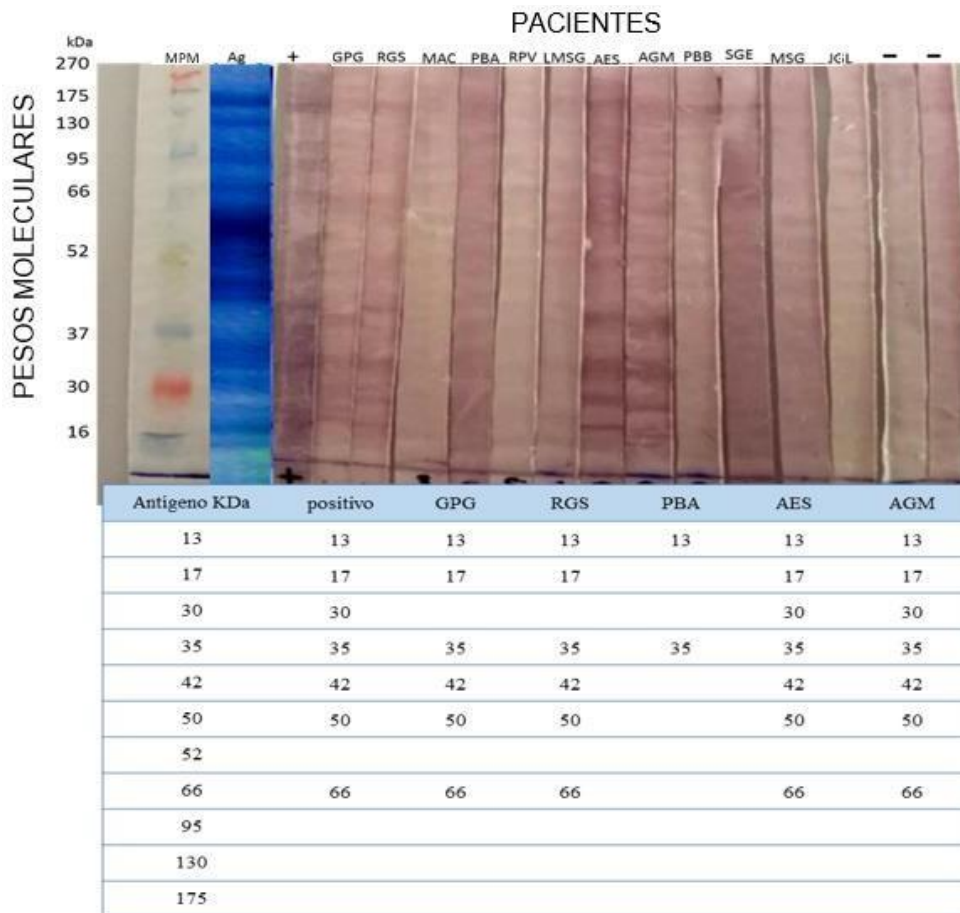 PACIENTES
kDa
MPM Ag + GPG RGS MAC PBA RPV LMSG AES AGM PBB SGE MSG JGiL – –
PESOS MOLECULARES
270
175
130
95
66
52
37
30
16
+
Antigeno KDa positivo GPG RGS PBA AES AGM
13 13 13 13 13 13 13
17 17 17 17 17 17
30 30 30 30
35 35 35 35 35 35 35
42 42 42 42 42 42
50 50 50 50 50 50
52
66 66 66 66 66 66
95
130
175